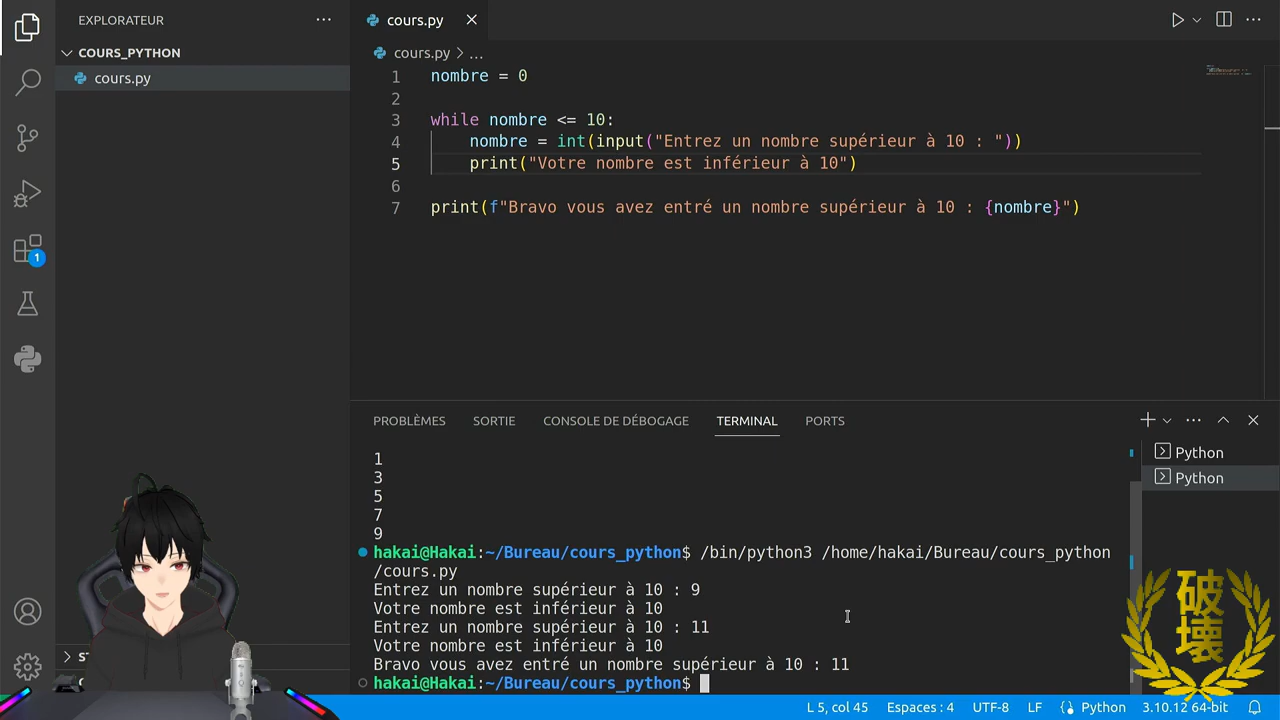 EXPLORATEUR
COURS_PYTHON
cours.py
cours.py
cours.py > ...
1 nombre = 0
2
3 while nombre <= 10:
4 nombre = int(input("Entrez un nombre supérieur à 10 : "))
5 print("Votre nombre est inférieur à 10")
6
7 print(f"Bravo vous avez entré un nombre supérieur à 10 : {nombre}")
PROBLÈMES SORTIE CONSOLE DE DÉBOGAGE TERMINAL PORTS
1
3
5
7
9
hakai@Hakai:~/Bureau/cours_python$ /bin/python3 /home/hakai/Bureau/cours_python
/cours.py
Entrez un nombre supérieur à 10 : 9
Votre nombre est inférieur à 10
Entrez un nombre supérieur à 10 : 11
Votre nombre est inférieur à 10
Bravo vous avez entré un nombre supérieur à 10 : 11
hakai@Hakai:~/Bureau/cours_python$
Python
Python
1
破
壊
L 5, col 45 Espaces : 4 UTF-8 LF Python 3.10.12 64-bit